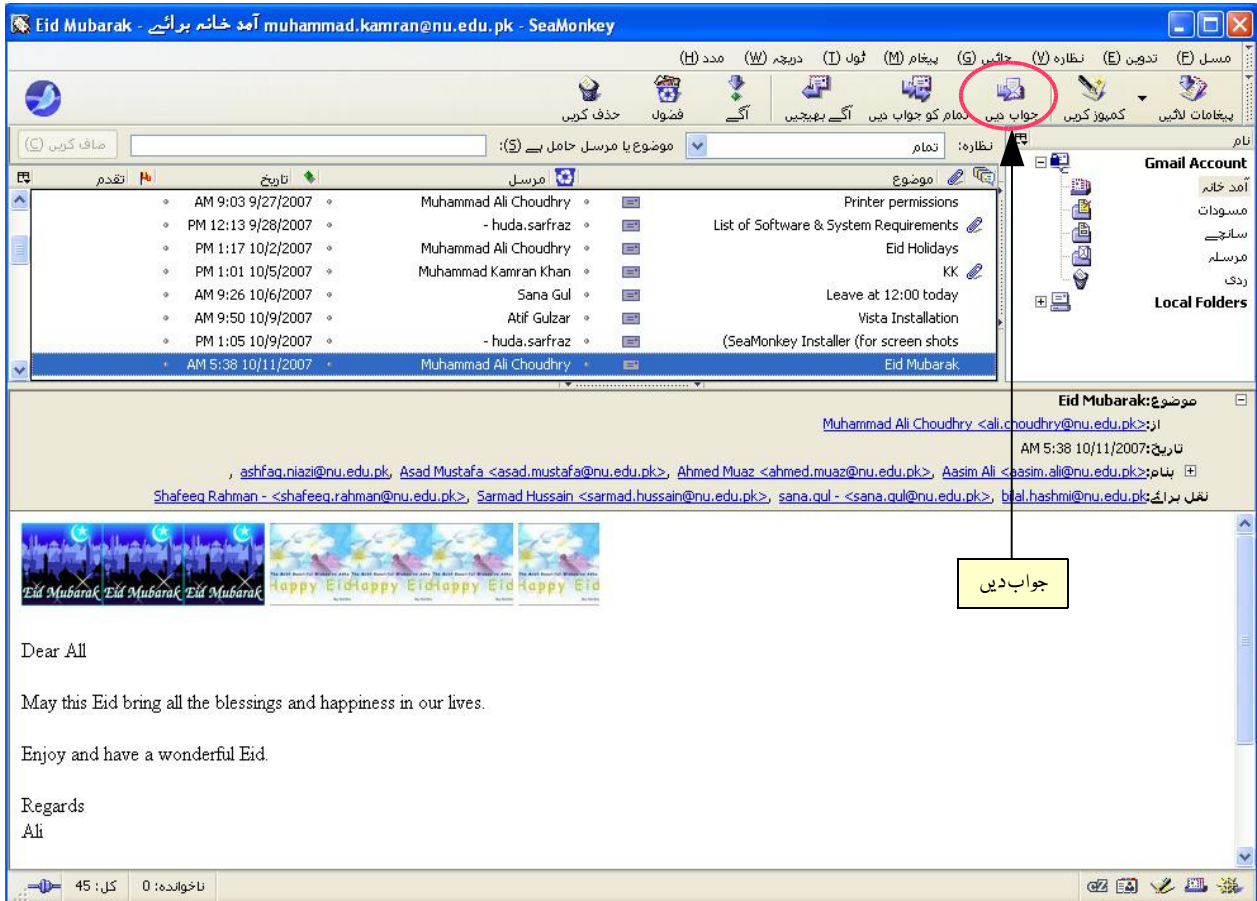 Eid Mubarak - آمد خانہ برائے muhammad.kamran@nu.edu.pk - SeaMonkey
مسل (F) تدوین (E) نظارہ (V) جائیں (G) پیغام (M) ٹول (T) دریچہ (W) مدد (H)
پیغامات لائیں کمپوز کریں جواب دیں تمام کو جواب دیں آگے بھیجیں آگے فضول حذف کریں
نام
Gmail Account
آمد خانہ
مسودات
سانچے
مرسلہ
ردی
Local Folders
نظارہ: تمام موضوع یا مرسل حامل ہے (S): صاف کریں (C)
موضوع مرسل تاریخ تقدم
Printer permissions Muhammad Ali Choudhry AM 9:03 9/27/2007
List of Software & System Requirements - huda.sarfraz PM 12:13 9/28/2007
Eid Holidays Muhammad Ali Choudhry PM 1:17 10/2/2007
KK Muhammad Kamran Khan PM 1:01 10/5/2007
Leave at 12:00 today Sana Gul AM 9:26 10/6/2007
Vista Installation Atif Gulzar AM 9:50 10/9/2007
(SeaMonkey Installer (for screen shots - huda.sarfraz PM 1:05 10/9/2007
Eid Mubarak Muhammad Ali Choudhry AM 5:38 10/11/2007
موضوع:Eid Mubarak
از:Muhammad Ali Choudhry <ali.choudhry@nu.edu.pk>
تاریخ:AM 5:38 10/11/2007
بنام: , ashfaq.niazi@nu.edu.pk, Asad Mustafa <asad.mustafa@nu.edu.pk>, Ahmed Muaz <ahmed.muaz@nu.edu.pk>, Aasim Ali <aasim.ali@nu.edu.pk>
نقل برائے: Shafeeq Rahman - <shafeeq.rahman@nu.edu.pk>, Sarmad Hussain <sarmad.hussain@nu.edu.pk>, sana.gul - <sana.gul@nu.edu.pk>, bilal.hashmi@nu.edu.pk
Eid Mubarak Eid Mubarak Eid Mubarak Happy Eid Happy Eid Happy Eid Happy Eid
جواب دیں
Dear All
May this Eid bring all the blessings and happiness in our lives.
Enjoy and have a wonderful Eid.
Regards
Ali
ناخواندہ: 0 کل: 45